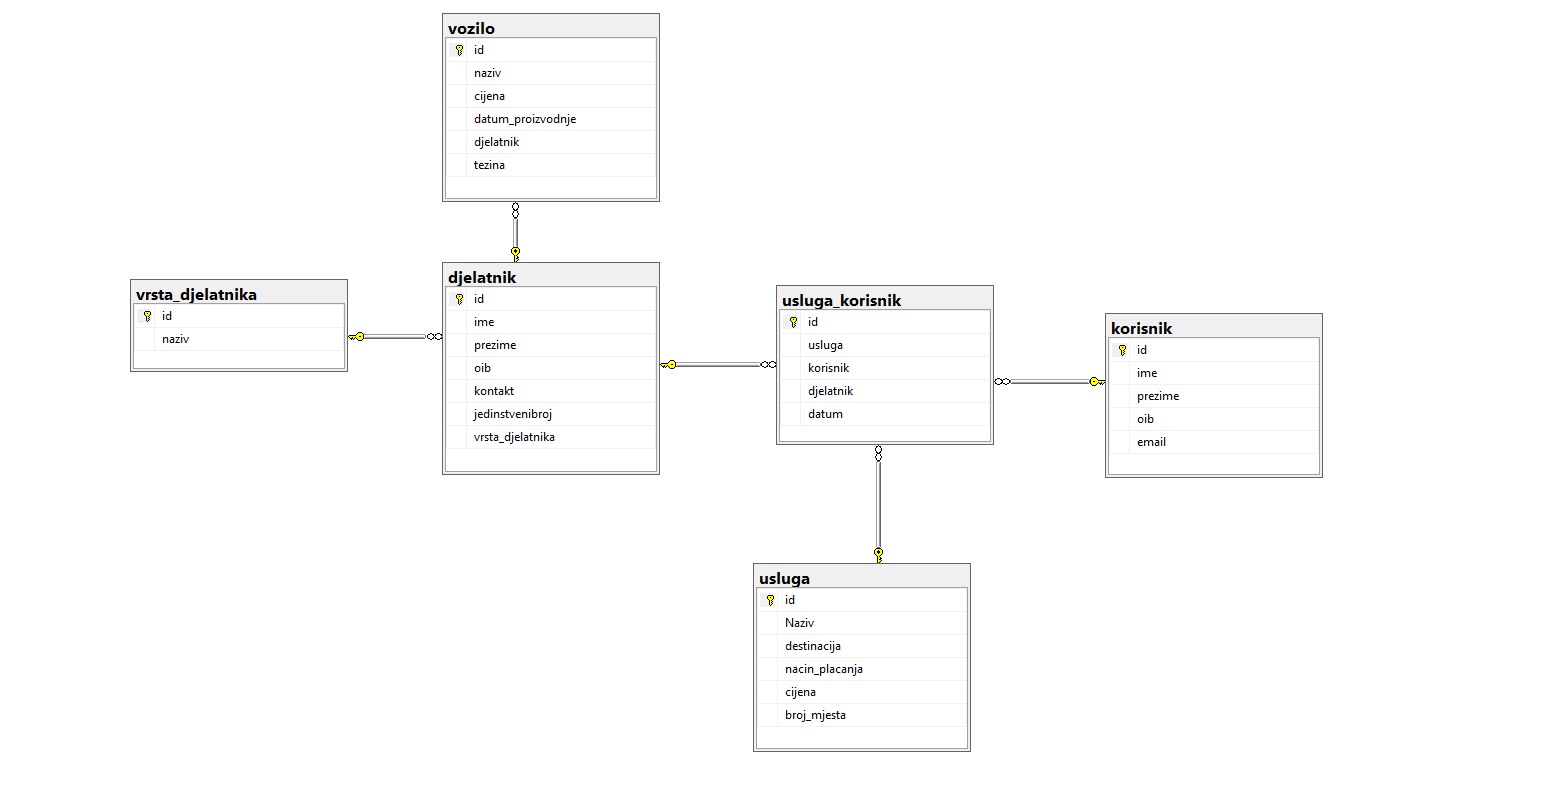 vozilo
id
naziv
cijena
datum_proizvodnje
djelatnik
tezina
vrsta_djelatnika
id
naziv
djelatnik
id
ime
prezime
oib
kontakt
jedinstvenibroj
vrsta_djelatnika
usluga_korisnik
id
usluga
korisnik
djelatnik
datum
korisnik
id
ime
prezime
oib
email
usluga
id
Naziv
destinacija
nacin_placanja
cijena
broj_mjesta